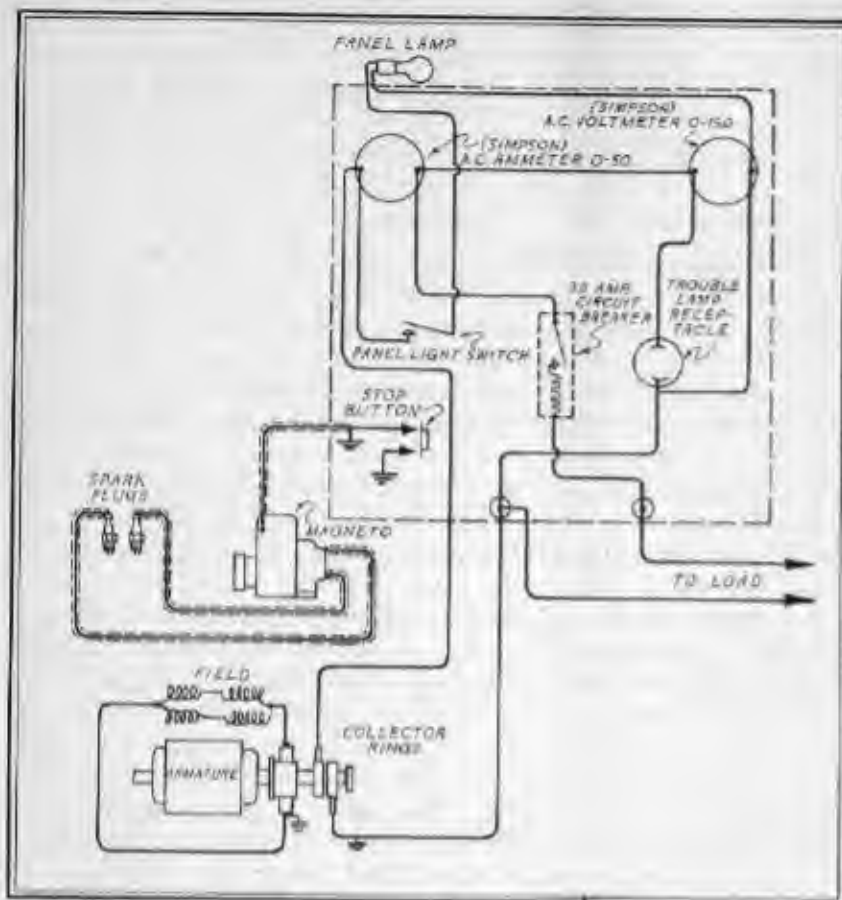 PANEL LAMP
(SIMPSON)
A.C. VOLTMETER 0-150
(SIMPSON)
A.C. AMMETER 0-50
30 AMP.
CIRCUIT
BREAKER
TROUBLE
LAMP
RECEP-
TACLE
PANEL LIGHT SWITCH
STOP
BUTTON
SPARK
PLUGS
MAGNETO
TO LOAD
FIELD
COLLECTOR
RINGS
ARMATURE